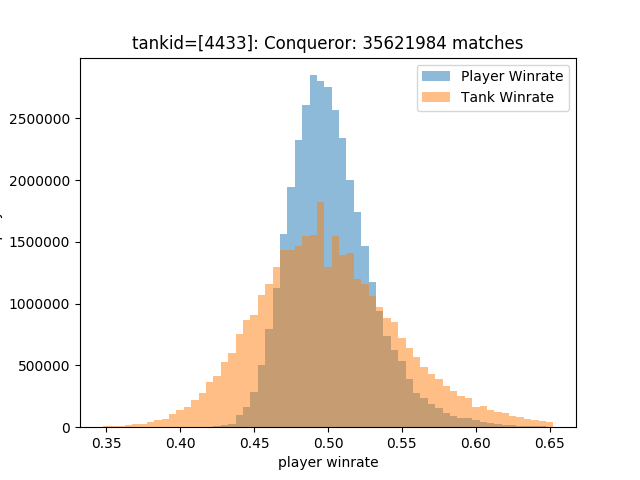 tankid=[4433]: Conqueror: 35621984 matches
Player Winrate
Tank Winrate
2500000
2000000
1500000
1000000
500000
0
0.35 0.40 0.45 0.50 0.55 0.60 0.65
player winrate